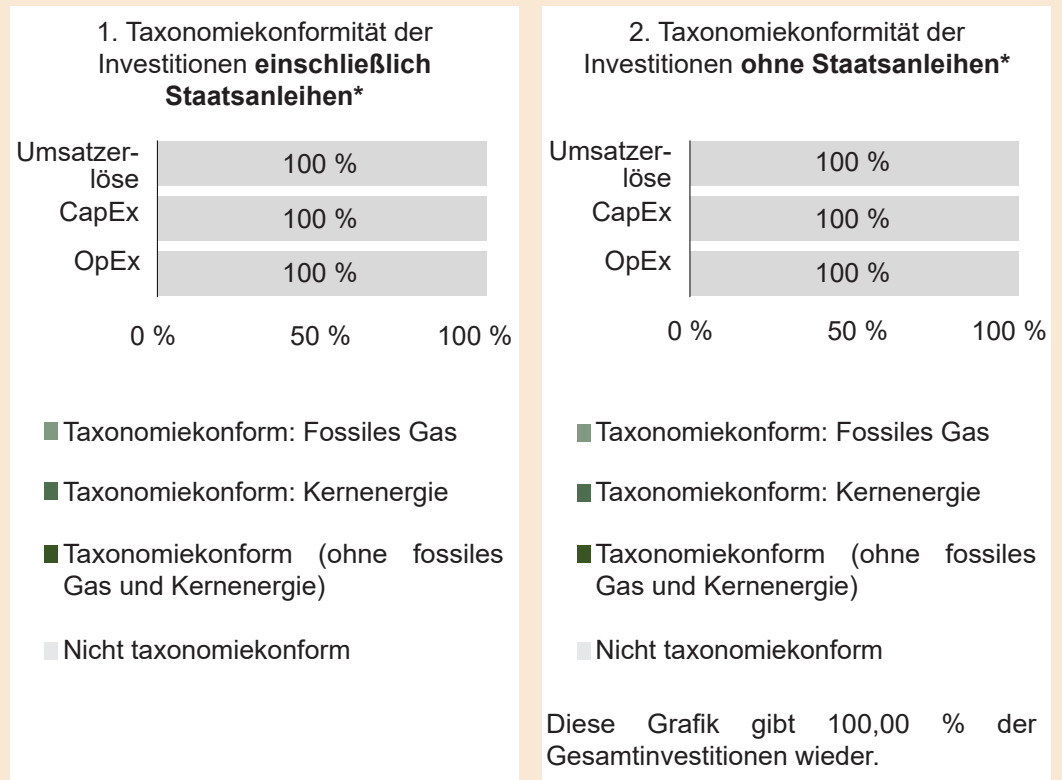 1. Taxonomiekonformität der
Investitionen einschließlich
Staatsanleihen*
Umsatzer-
löse
100 %
CapEx
100 %
OpEx
100 %
0 %
50 %
100 %
Taxonomiekonform: Fossiles Gas
Taxonomiekonform: Kernenergie
Taxonomiekonform (ohne fossiles
Gas und Kernenergie)
Nicht taxonomiekonform
2. Taxonomiekonformität der
Investitionen ohne Staatsanleihen*
Umsatzer-
löse
100 %
CapEx
100 %
OpEx
100 %
0 %
50 %
100 %
Taxonomiekonform: Fossiles Gas
Taxonomiekonform: Kernenergie
Taxonomiekonform (ohne fossiles
Gas und Kernenergie)
Nicht taxonomiekonform
Diese Grafik gibt 100,00 % der
Gesamtinvestitionen wieder.